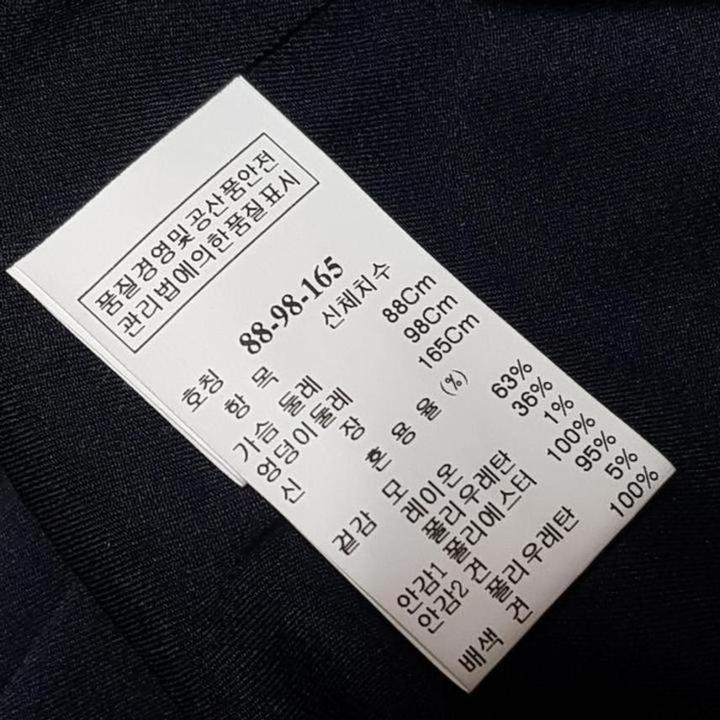 품질경영및공산품안전
관리법에의한품질표시
호칭 88-98-165
항 목 신체치수
가슴 둘레 88Cm
엉덩이둘레 98Cm
신 장 165Cm
혼 용 율 (%)
겉감 모 63%
레이온 36%
폴리우레탄 1%
안감1 폴리에스터 100%
안감2 견 95%
폴리우레탄 5%
배색 견 100%